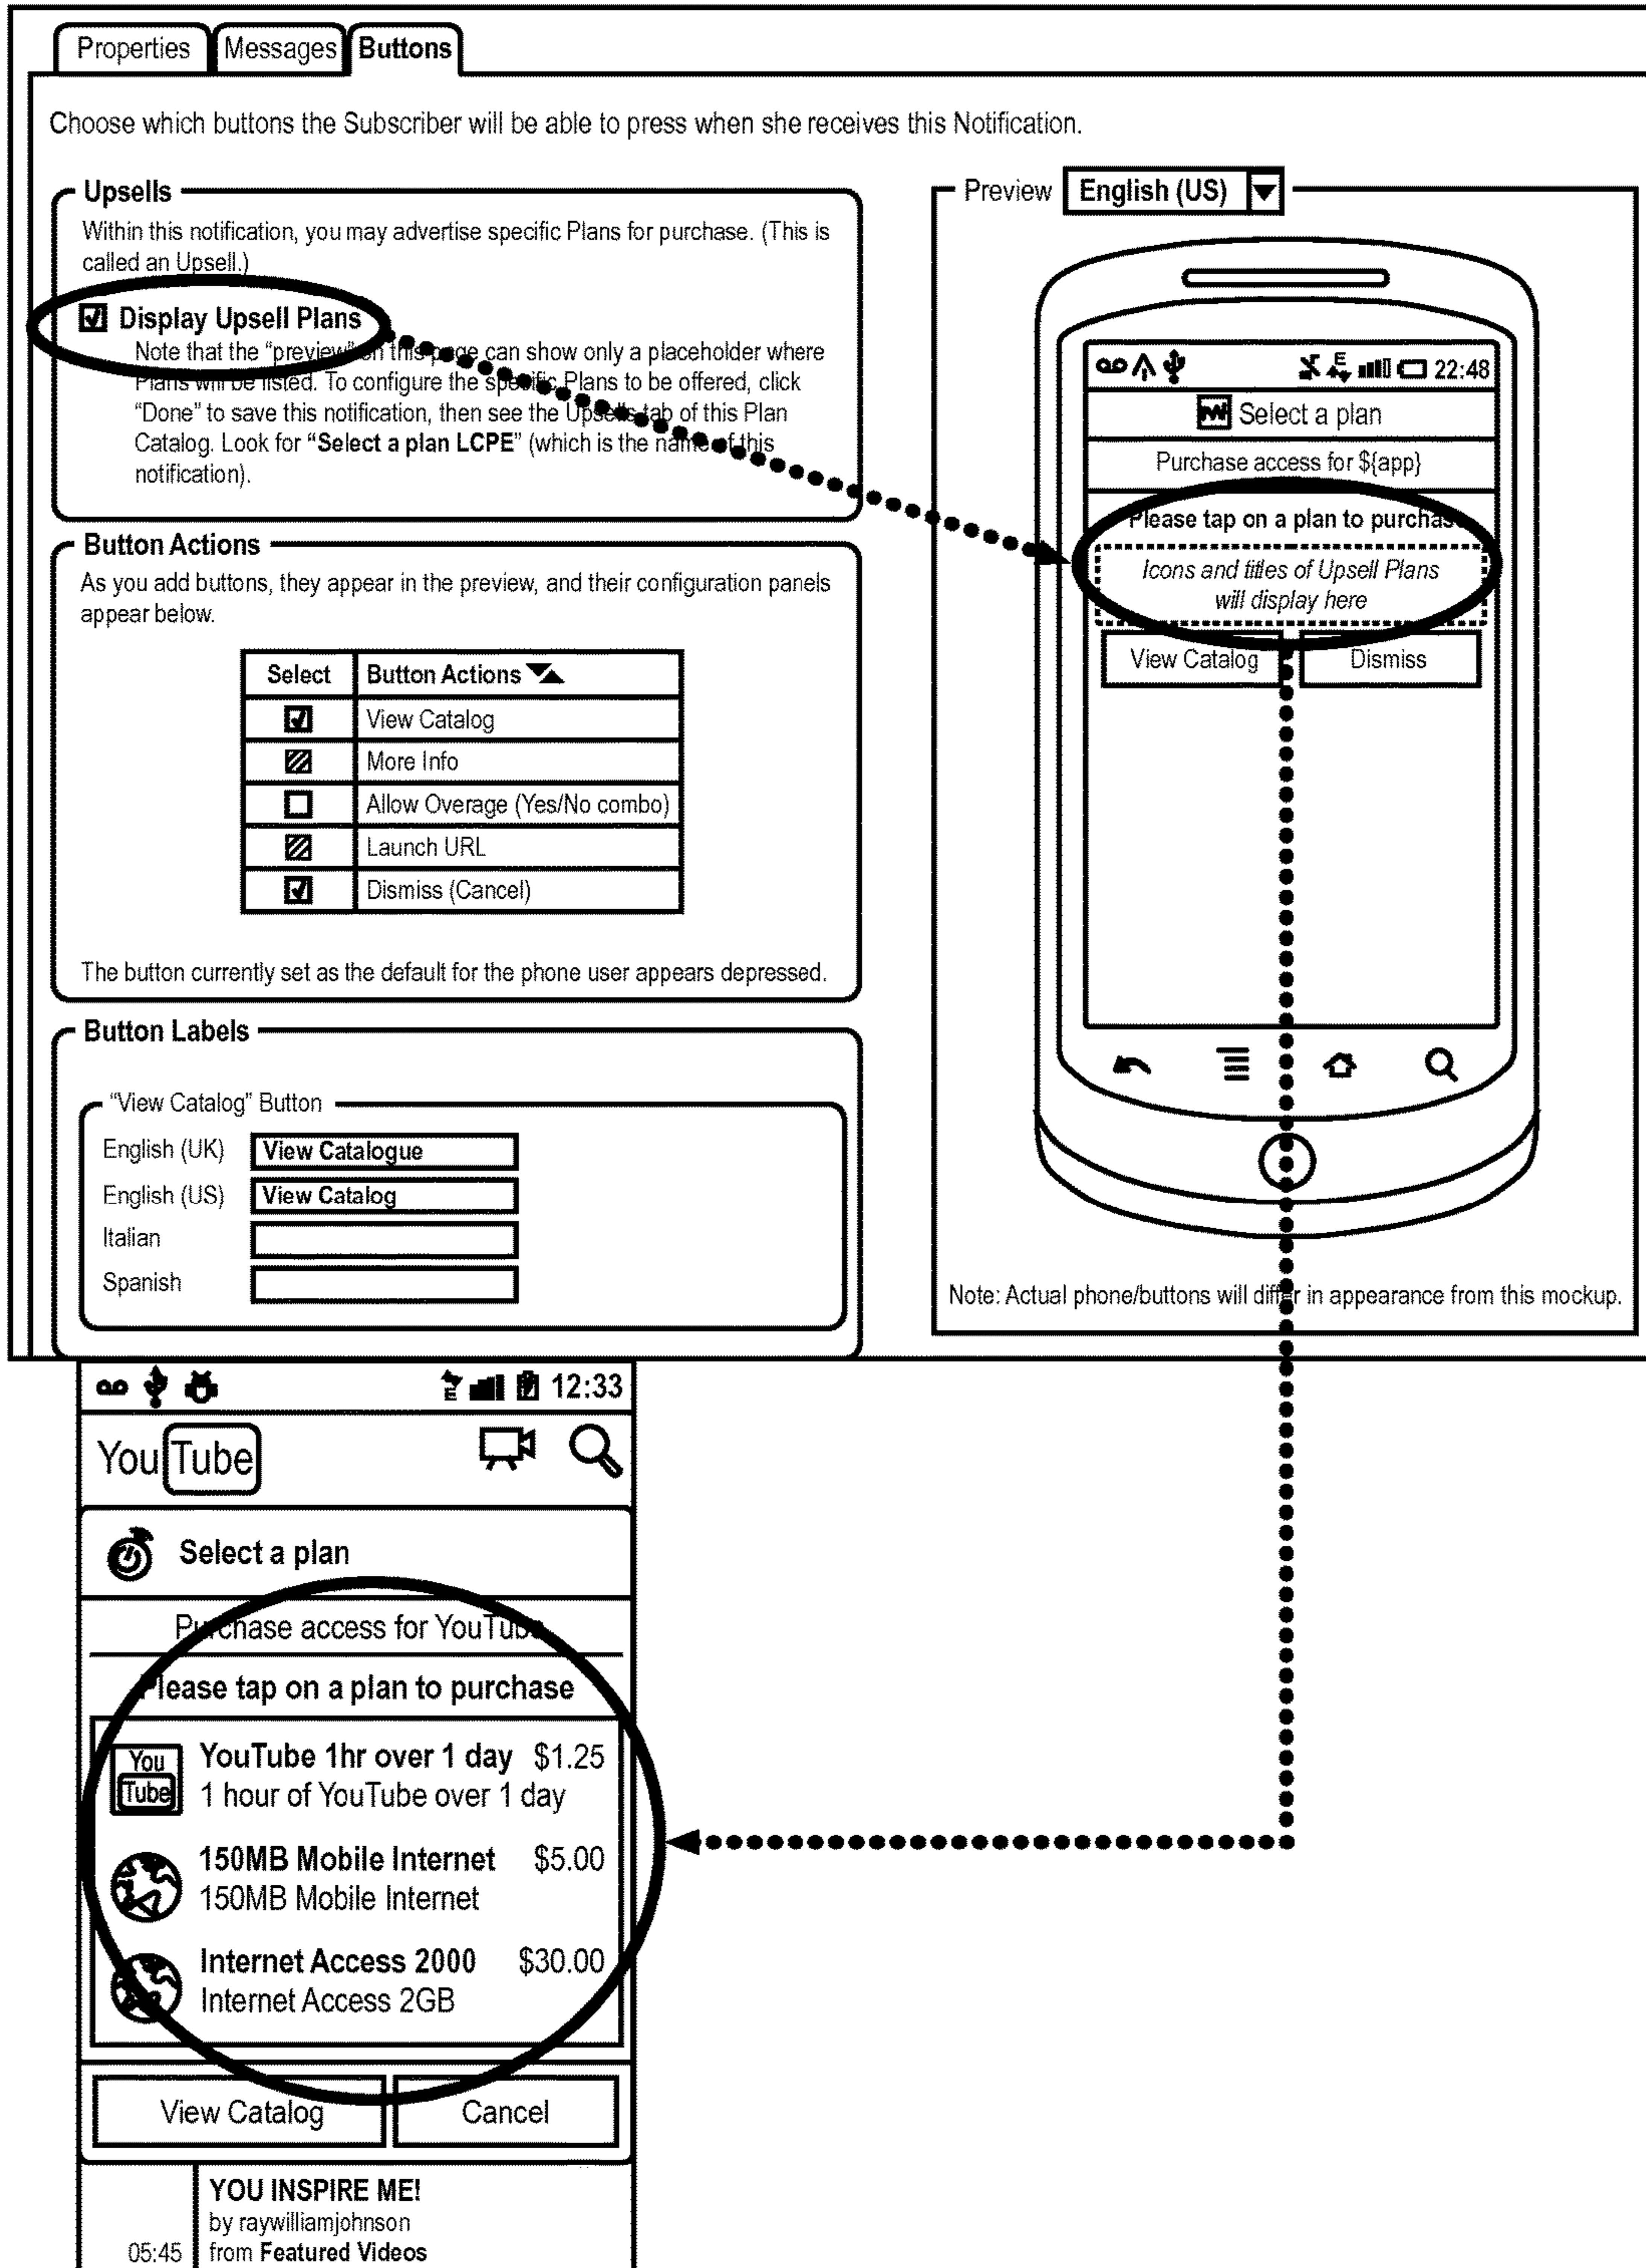 Properties Messages Buttons
Choose which buttons the Subscriber will be able to press when she receives this Notification.
Upsells
Within this notification, you may advertise specific Plans for purchase. (This is
called an Upsell.)
Display Upsell Plans
Note that the “preview” on this page can show only a placeholder where
Plans will be listed. To configure the specific Plans to be offered, click
“Done” to save this notification, then see the Upsells tab of this Plan
Catalog. Look for “Select a plan LCPE” (which is the name of this
notification).
Button Actions
As you add buttons, they appear in the preview, and their configuration panels
appear below.
Select Button Actions
View Catalog
More Info
Allow Overage (Yes/No combo)
Launch URL
Dismiss (Cancel)
The button currently set as the default for the phone user appears depressed.
Button Labels
“View Catalog” Button
English (UK) View Catalogue
English (US) View Catalog
Italian
Spanish
Preview English (US)
E 22:48
Select a plan
Purchase access for ${app}
Please tap on a plan to purchase
Icons and titles of Upsell Plans
will display here
View Catalog Dismiss
Note: Actual phone/buttons will differ in appearance from this mockup.
E 12:33
YouTube
Select a plan
Purchase access for YouTube
Please tap on a plan to purchase
You
Tube
YouTube 1hr over 1 day $1.25
1 hour of YouTube over 1 day
150MB Mobile Internet $5.00
150MB Mobile Internet
Internet Access 2000 $30.00
Internet Access 2GB
View Catalog Cancel
YOU INSPIRE ME!
by raywilliamjohnson
05:45 from Featured Videos